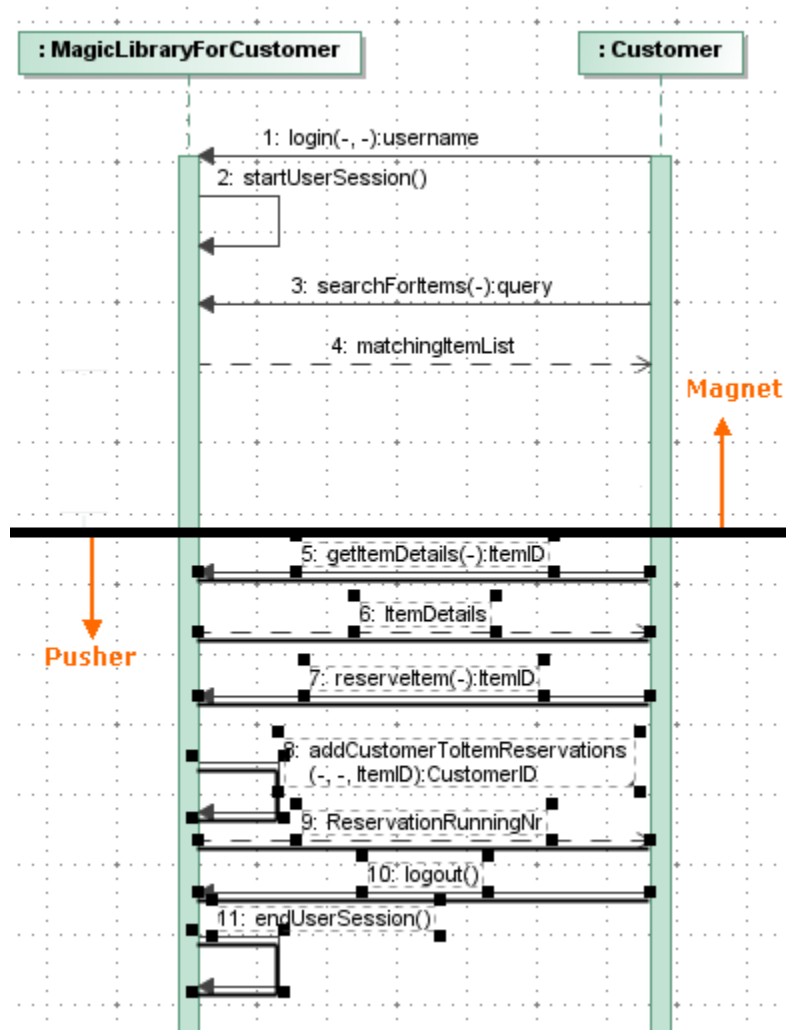 : MagicLibraryForCustomer
: Customer
1: login(-, -):username
2: startUserSession()
3: searchForItems(-):query
4: matchingItemList
Magnet
5: getItemDetails(-):ItemID
6: ItemDetails
Pusher
7: reserveItem(-):ItemID
8: addCustomerToItemReservations
(-, -, ItemID):CustomerID
9: ReservationRunningNr
10: logout()
11: endUserSession()